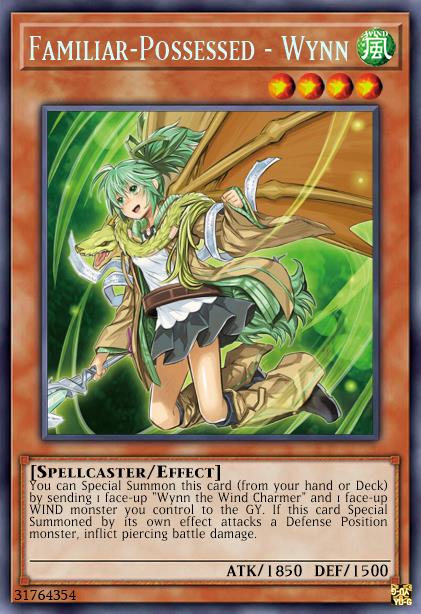 Familiar-Possessed - Wynn
WIND
風
[Spellcaster/Effect]
You can Special Summon this card (from your hand or Deck)
by sending 1 face-up "Wynn the Wind Charmer" and 1 face-up
WIND monster you control to the GY. If this card Special
Summoned by its own effect attacks a Defense Position
monster, inflict piercing battle damage.
ATK/1850 DEF/1500
31764354